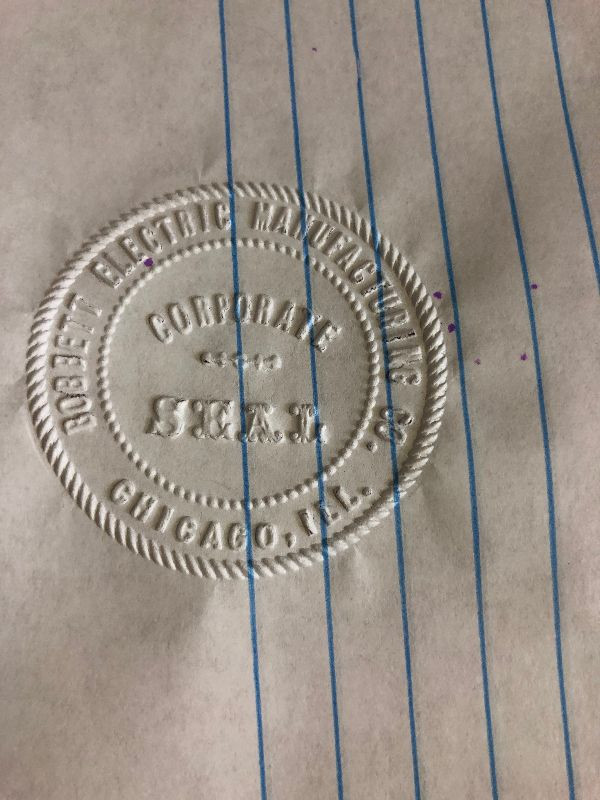 BOBBETT ELECTRIC MANUFACTURING CO.
CORPORATE
SEAL
CHICAGO, ILL.